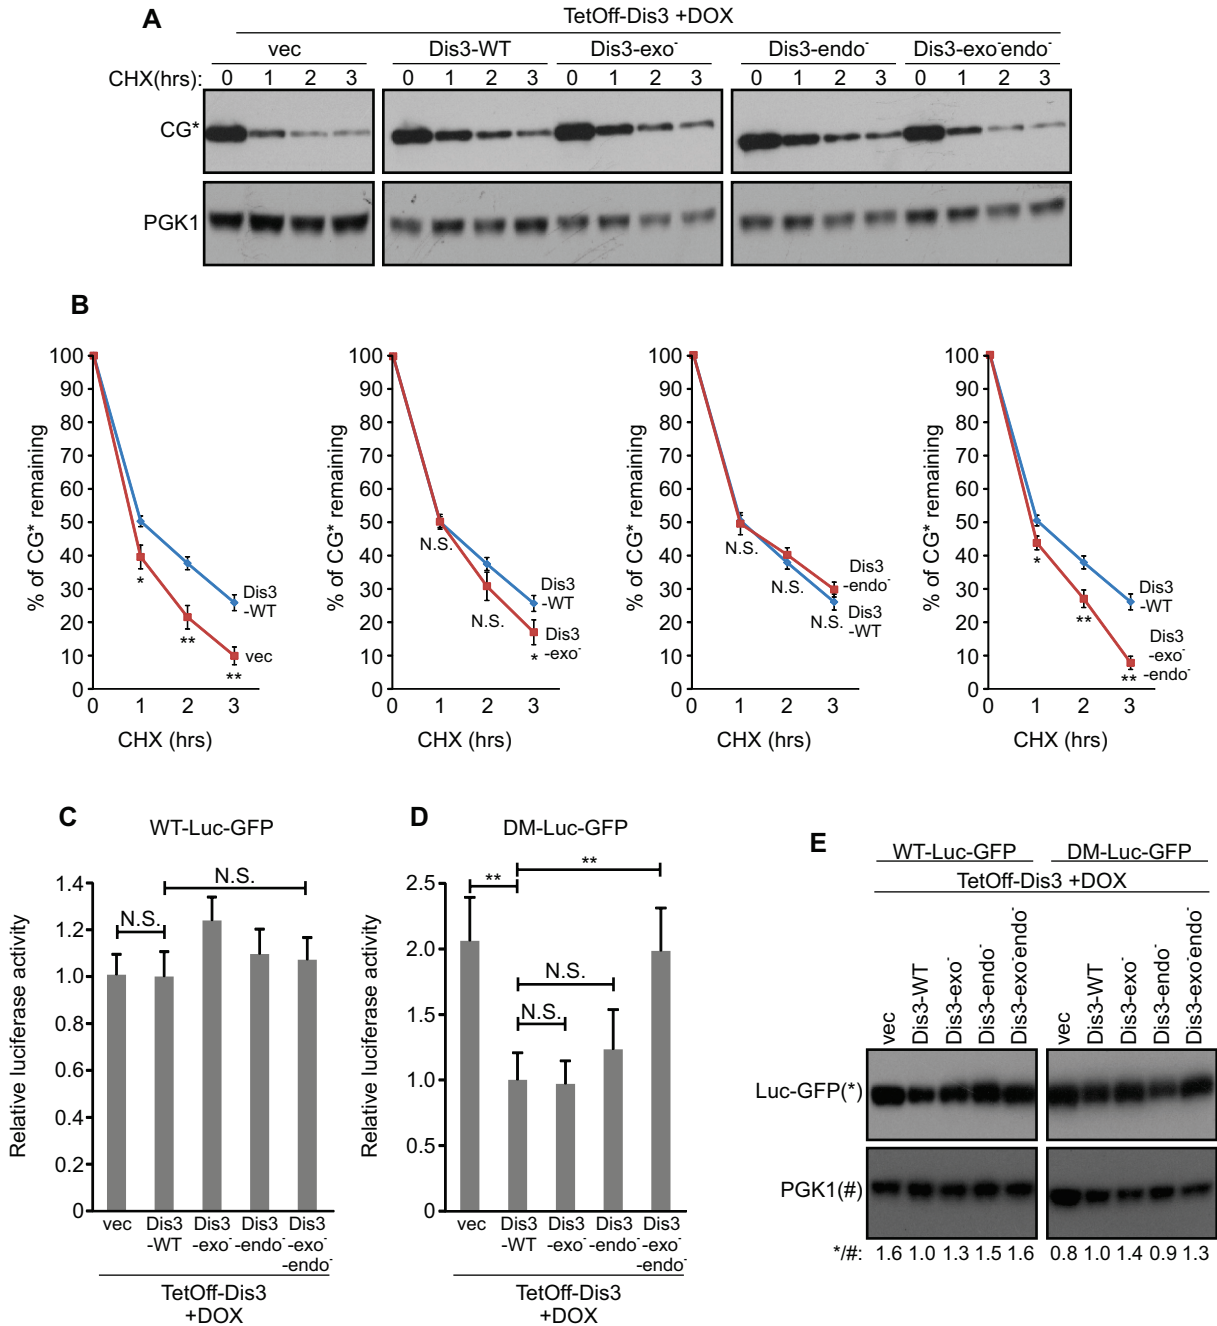 A
TetOff-Dis3 +DOX
vec Dis3-WT Dis3-exo⁻ Dis3-endo⁻ Dis3-exo⁻endo⁻
CHX(hrs): 0 1 2 3 0 1 2 3 0 1 2 3 0 1 2 3 0 1 2 3
CG*
PGK1
B
% of CG* remaining
100
90
80
70
60
50
40
30
20
10
0
0 1 2 3
CHX (hrs)
Dis3
-WT
vec
*
**
**
% of CG* remaining
100
90
80
70
60
50
40
30
20
10
0
0 1 2 3
CHX (hrs)
N.S.
N.S.
Dis3
-WT
Dis3
-exo⁻
*
% of CG* remaining
100
90
80
70
60
50
40
30
20
10
0
0 1 2 3
CHX (hrs)
N.S.
N.S.
N.S.
Dis3
-endo⁻
Dis3
-WT
% of CG* remaining
100
90
80
70
60
50
40
30
20
10
0
0 1 2 3
CHX (hrs)
*
**
**
Dis3
-WT
Dis3
-exo⁻
-endo⁻
C
WT-Luc-GFP
Relative luciferase activity
1.4
1.2
1.0
0.8
0.6
0.4
0.2
0
N.S.
N.S.
vec Dis3 Dis3 Dis3 Dis3
-WT -exo⁻ -endo⁻ -exo⁻
-endo⁻
TetOff-Dis3
+DOX
D
DM-Luc-GFP
Relative luciferase activity
2.5
2.0
1.5
1.0
0.5
0
**
**
N.S.
N.S.
vec Dis3 Dis3 Dis3 Dis3
-WT -exo⁻ -endo⁻ -exo⁻
-endo⁻
TetOff-Dis3
+DOX
E
WT-Luc-GFP DM-Luc-GFP
TetOff-Dis3 +DOX
vec
Dis3-WT
Dis3-exo⁻
Dis3-endo⁻
Dis3-exo⁻endo⁻
vec
Dis3-WT
Dis3-exo⁻
Dis3-endo⁻
Dis3-exo⁻endo⁻
Luc-GFP(*)
PGK1(#)
*/#: 1.6 1.0 1.3 1.5 1.6 0.8 1.0 1.4 0.9 1.3